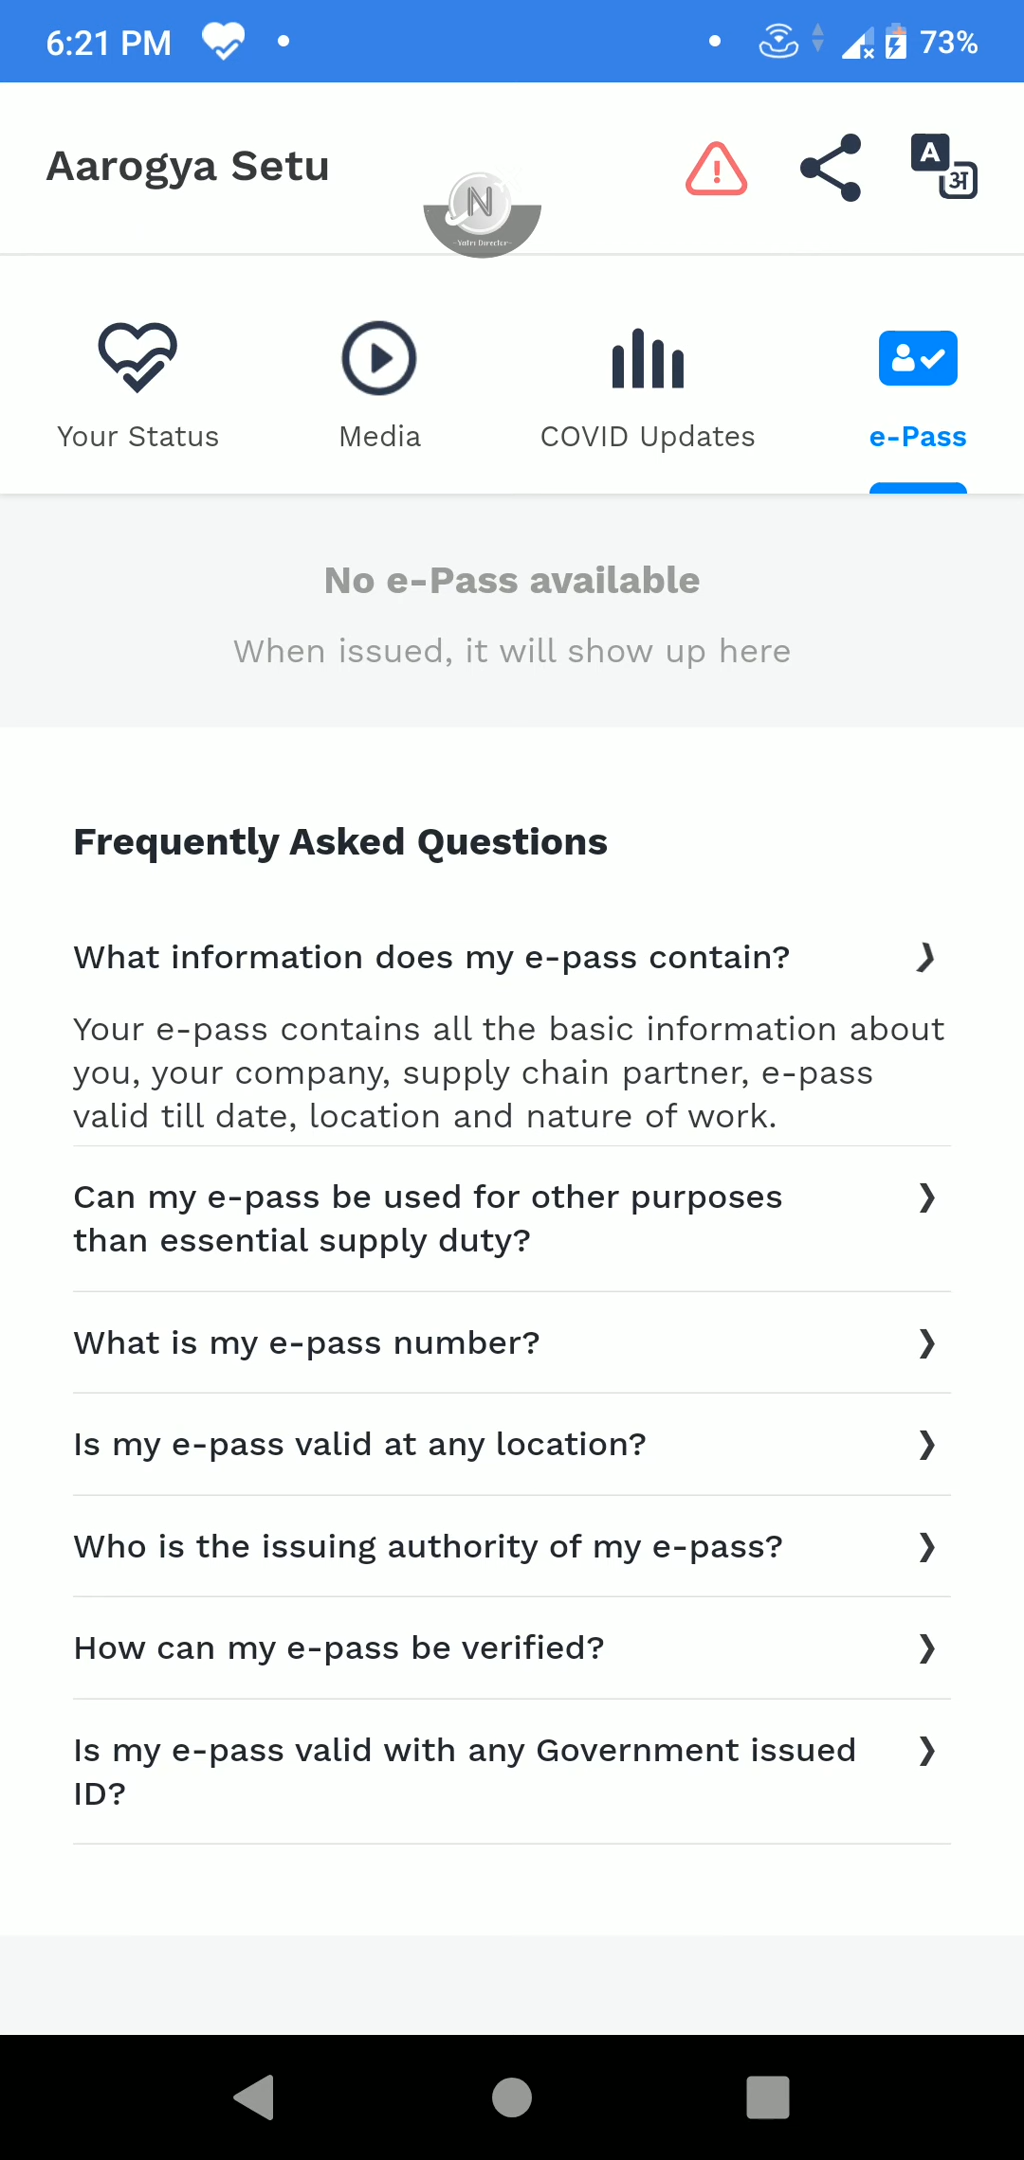 6:21 PM
73%
Aarogya Setu
A
अ
N
Yatri Director
Your Status
Media
COVID Updates
e-Pass
No e-Pass available
When issued, it will show up here
Frequently Asked Questions
What information does my e-pass contain?
Your e-pass contains all the basic information about
you, your company, supply chain partner, e-pass
valid till date, location and nature of work.
Can my e-pass be used for other purposes
than essential supply duty?
What is my e-pass number?
Is my e-pass valid at any location?
Who is the issuing authority of my e-pass?
How can my e-pass be verified?
Is my e-pass valid with any Government issued
ID?